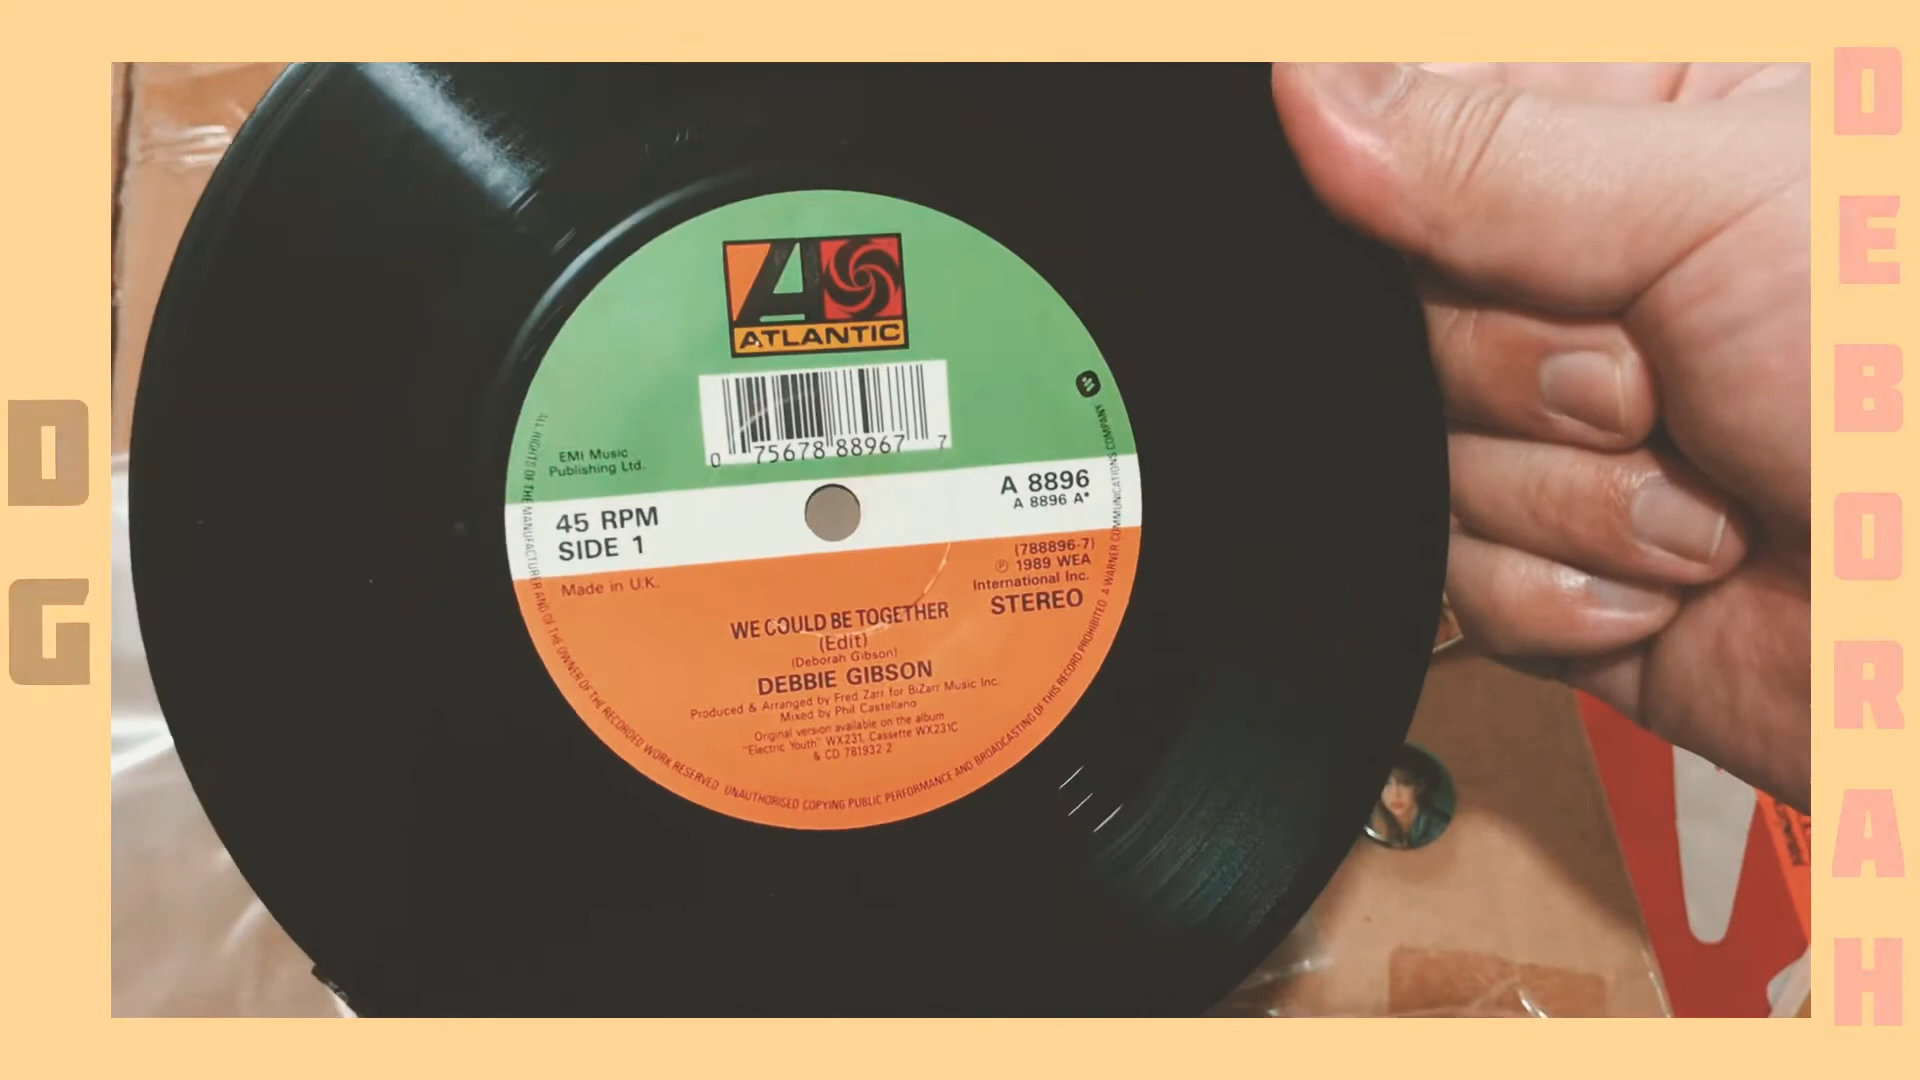 D
G
ATLANTIC
0 75678 88967 7
EMI Music
Publishing Ltd.
A 8896
A 8896 A*
45 RPM
SIDE 1
Made in U.K.
(788896-7)
℗ 1989 WEA
International Inc.
STEREO
WE COULD BE TOGETHER
(Edit)
(Deborah Gibson)
DEBBIE GIBSON
Produced & Arranged by Fred Zarr for BiZarr Music Inc.
Mixed by Phil Castellano
Original version available on the album
"Electric Youth" WX231, Cassette WX231C
& CD 781932-2
ALL RIGHTS OF THE MANUFACTURER AND OF THE OWNER OF THE RECORDED WORK RESERVED UNAUTHORISED COPYING PUBLIC PERFORMANCE AND BROADCASTING OF THIS RECORD PROHIBITED. A WARNER COMMUNICATIONS COMPANY
DEBORAH